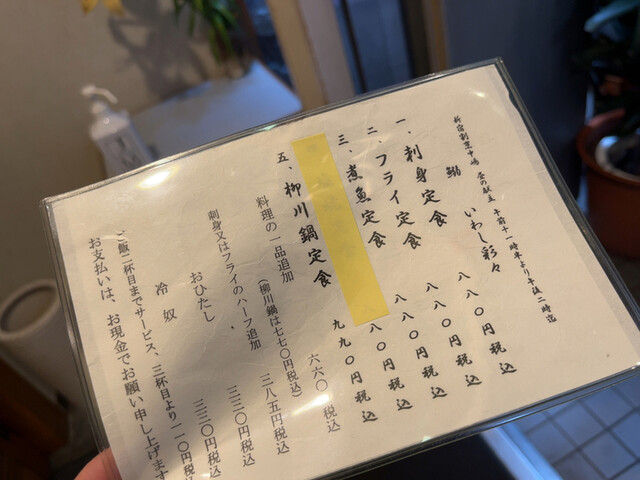 新宿割烹中嶋 昼の献立 午前十一時半より午後二時迄
鰯 いわし彩々 八八〇円税込
一、刺身定食 八八〇円税込
二、フライ定食 八八〇円税込
三、煮魚定食 八八〇円税込
五、柳川鍋定食 九九〇円税込
料理の一品追加 六六〇円税込
(柳川鍋は七七〇円税込)
刺身又はフライのハーフ追加 三八五円税込
おひたし 三三〇円税込
冷奴 三三〇円税込
ご飯二杯目までサービス、三杯目より一一〇円税込
お支払いは、お現金でお願い申し上げます